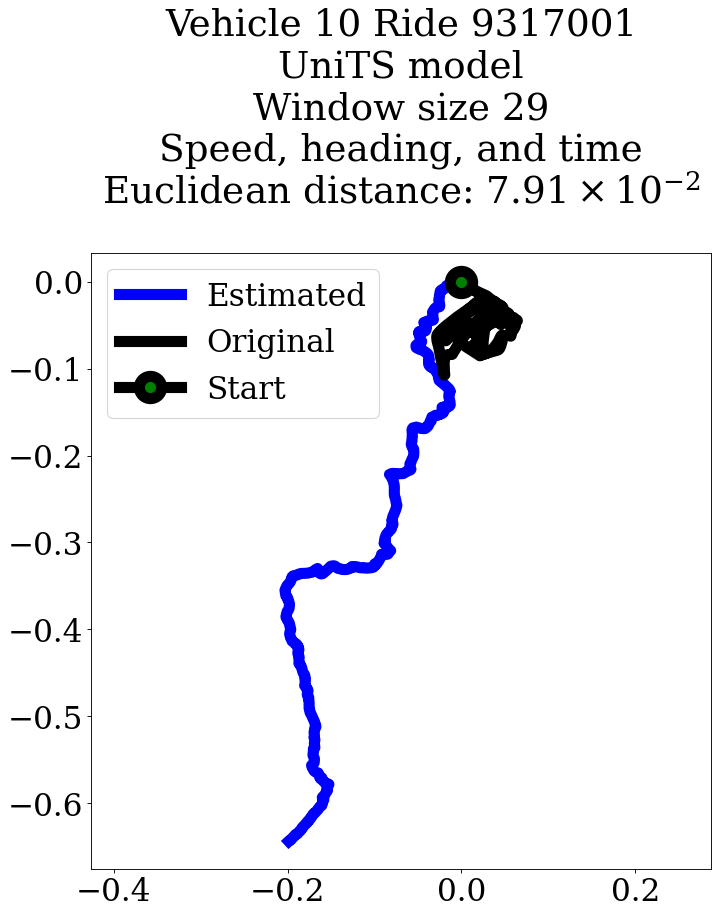 Vehicle 10 Ride 9317001
UniTS model
Window size 29
Speed, heading, and time
Euclidean distance: 7.91 × 10⁻²
Estimated
Original
Start
0.0
−0.1
−0.2
−0.3
−0.4
−0.5
−0.6
−0.4 −0.2 0.0 0.2